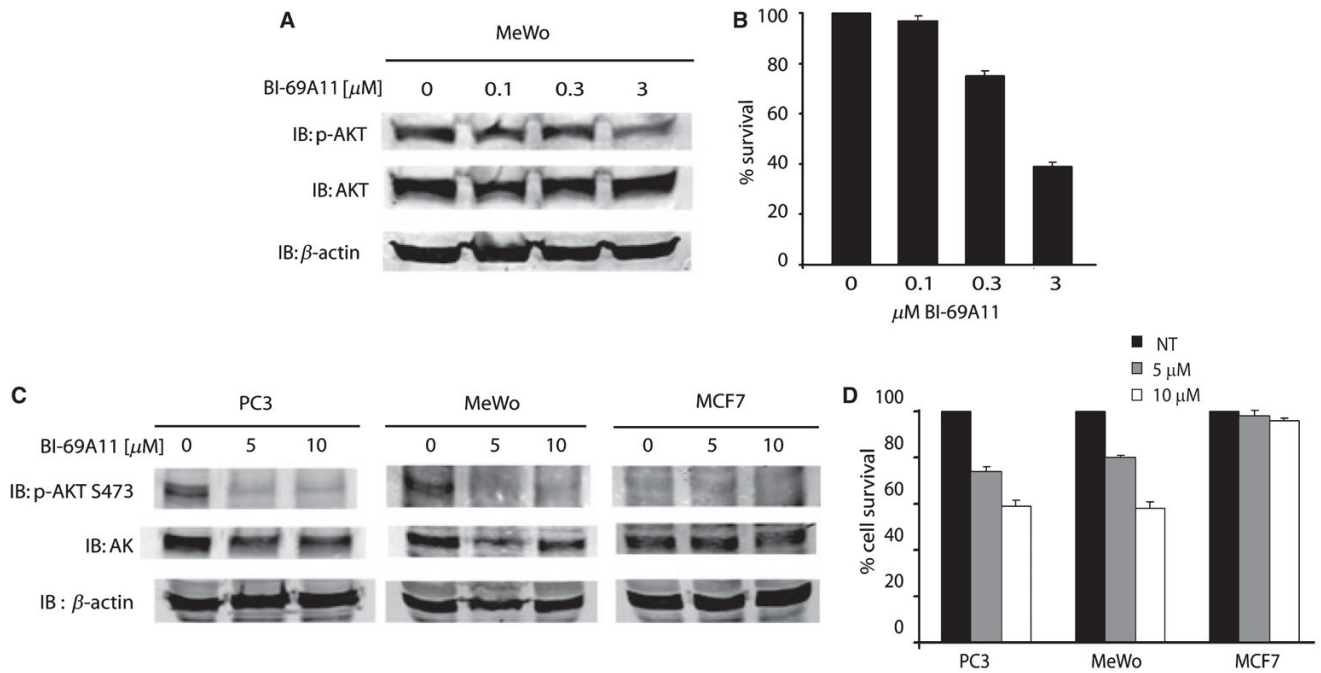 A
MeWo
BI-69A11 [μM] 0 0.1 0.3 3
IB: p-AKT
IB: AKT
IB: β-actin
B
% survival
100
80
60
40
20
0
0 0.1 0.3 3
μM BI-69A11
C
PC3 MeWo MCF7
BI-69A11 [μM] 0 5 10 0 5 10 0 5 10
IB: p-AKT S473
IB: AK
IB : β-actin
D
NT
5 μM
10 μM
% cell survival
100
80
60
40
20
0
PC3 MeWo MCF7